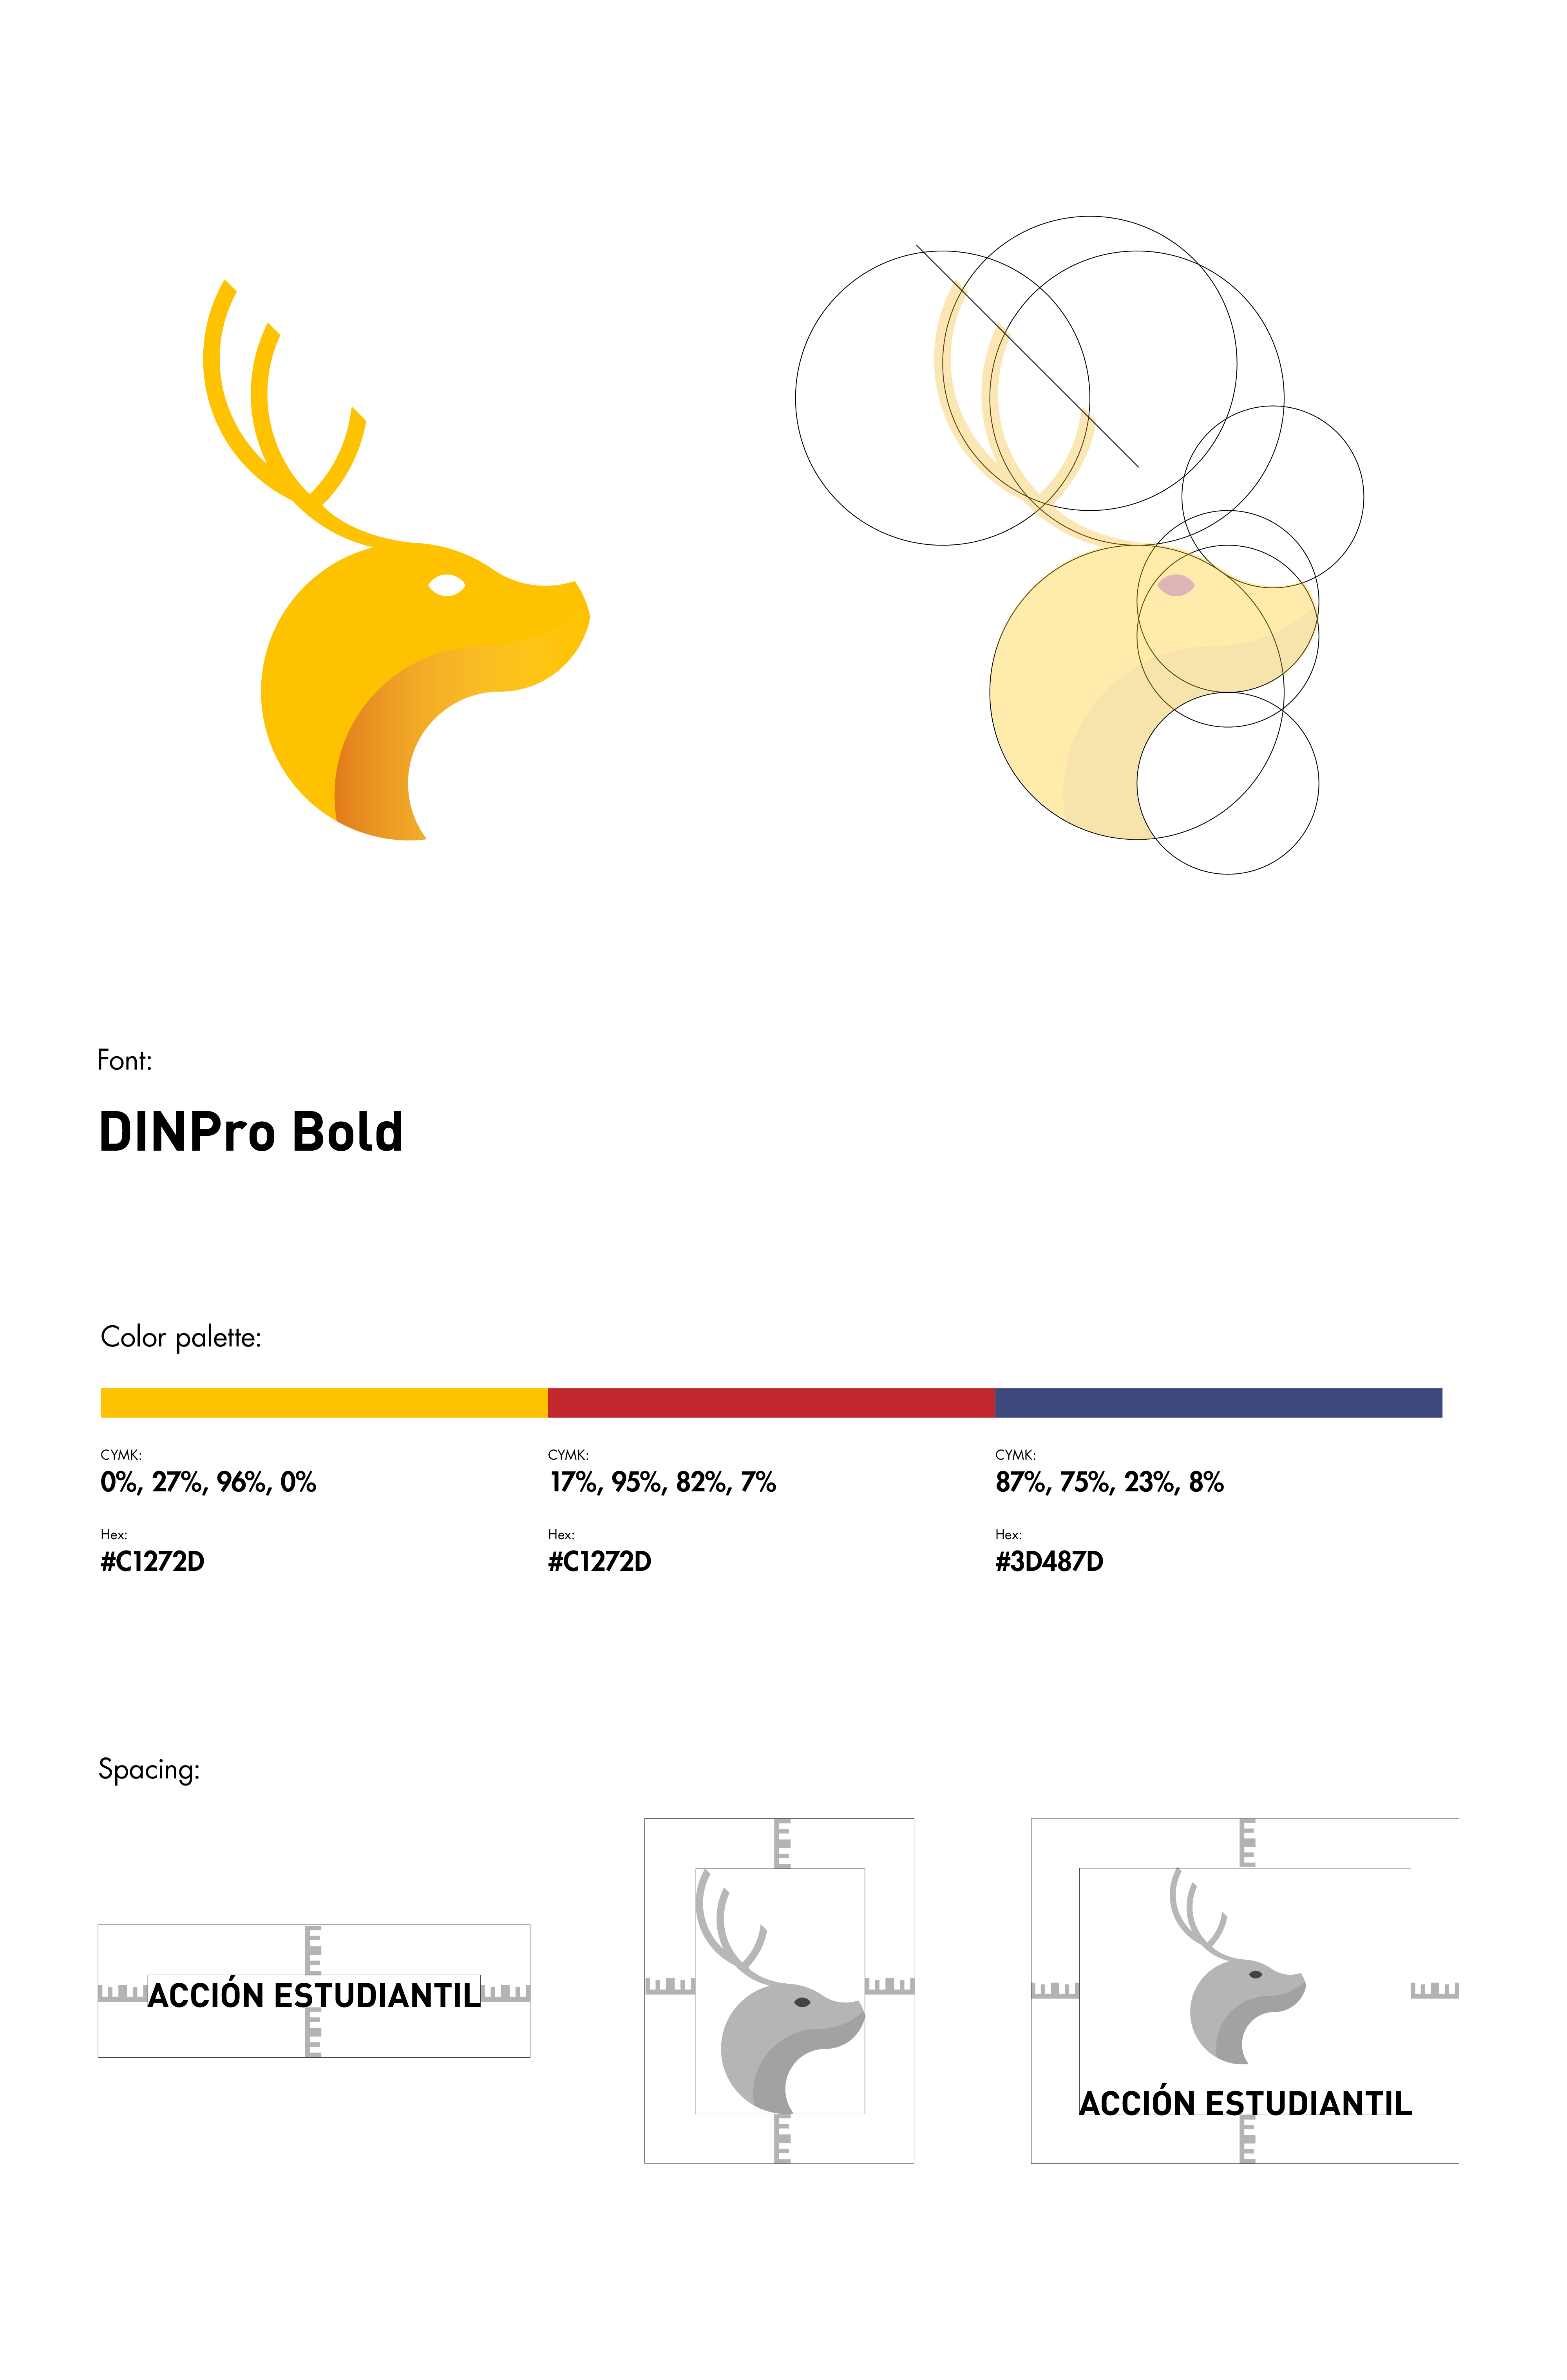 Font:
DINPro Bold
Color palette:
CYMK:
0%, 27%, 96%, 0%
Hex:
#C1272D
CYMK:
17%, 95%, 82%, 7%
Hex:
#C1272D
CYMK:
87%, 75%, 23%, 8%
Hex:
#3D487D
Spacing:
ACCIÓN ESTUDIANTIL
ACCIÓN ESTUDIANTIL